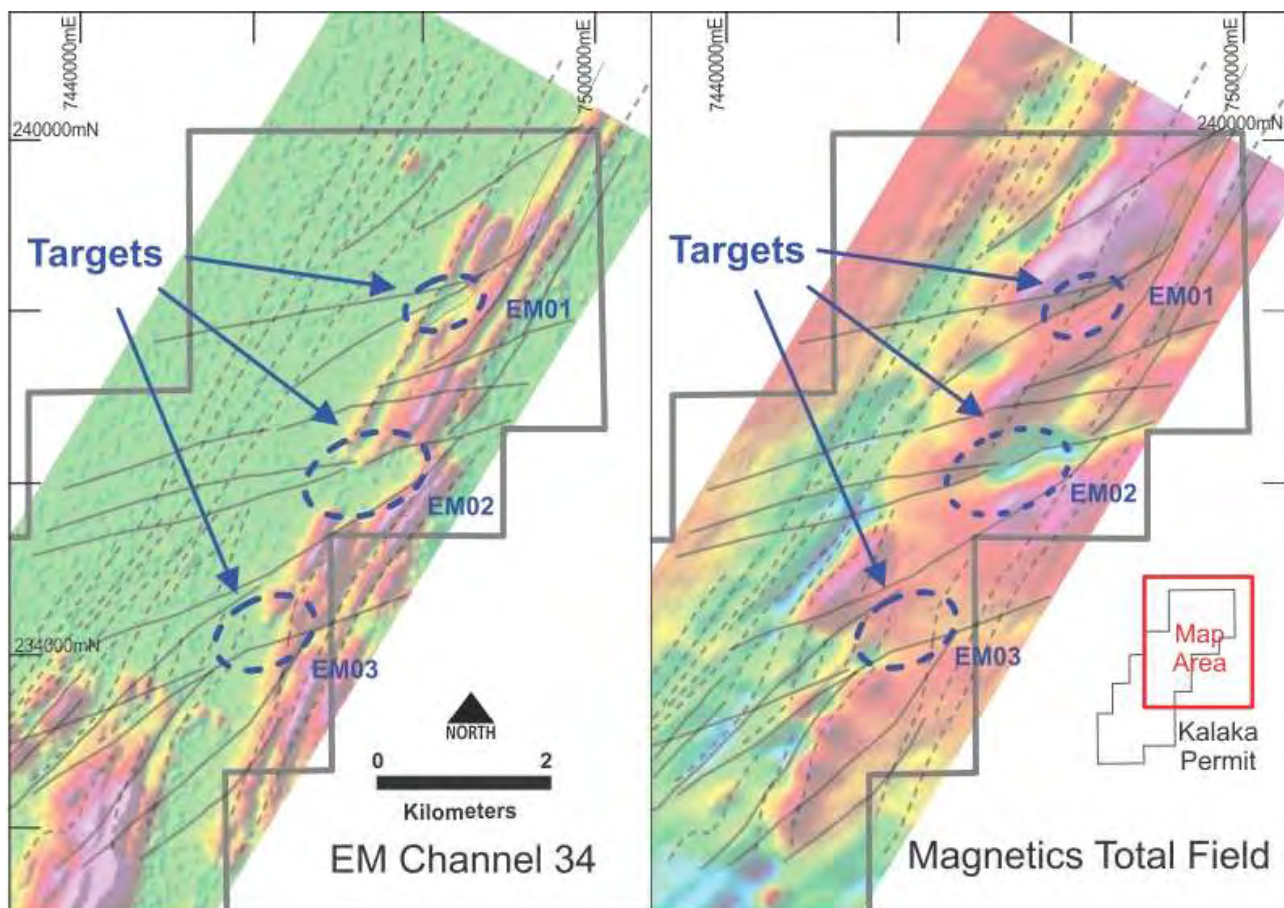 7440000mE
7500000mE
240000mN
Targets
EM01
EM02
EM03
234000mN
NORTH
0 2
Kilometers
EM Channel 34
7440000mE
7500000mE
240000mN
Targets
EM01
EM02
EM03
Map
Area
Kalaka
Permit
Magnetics Total Field